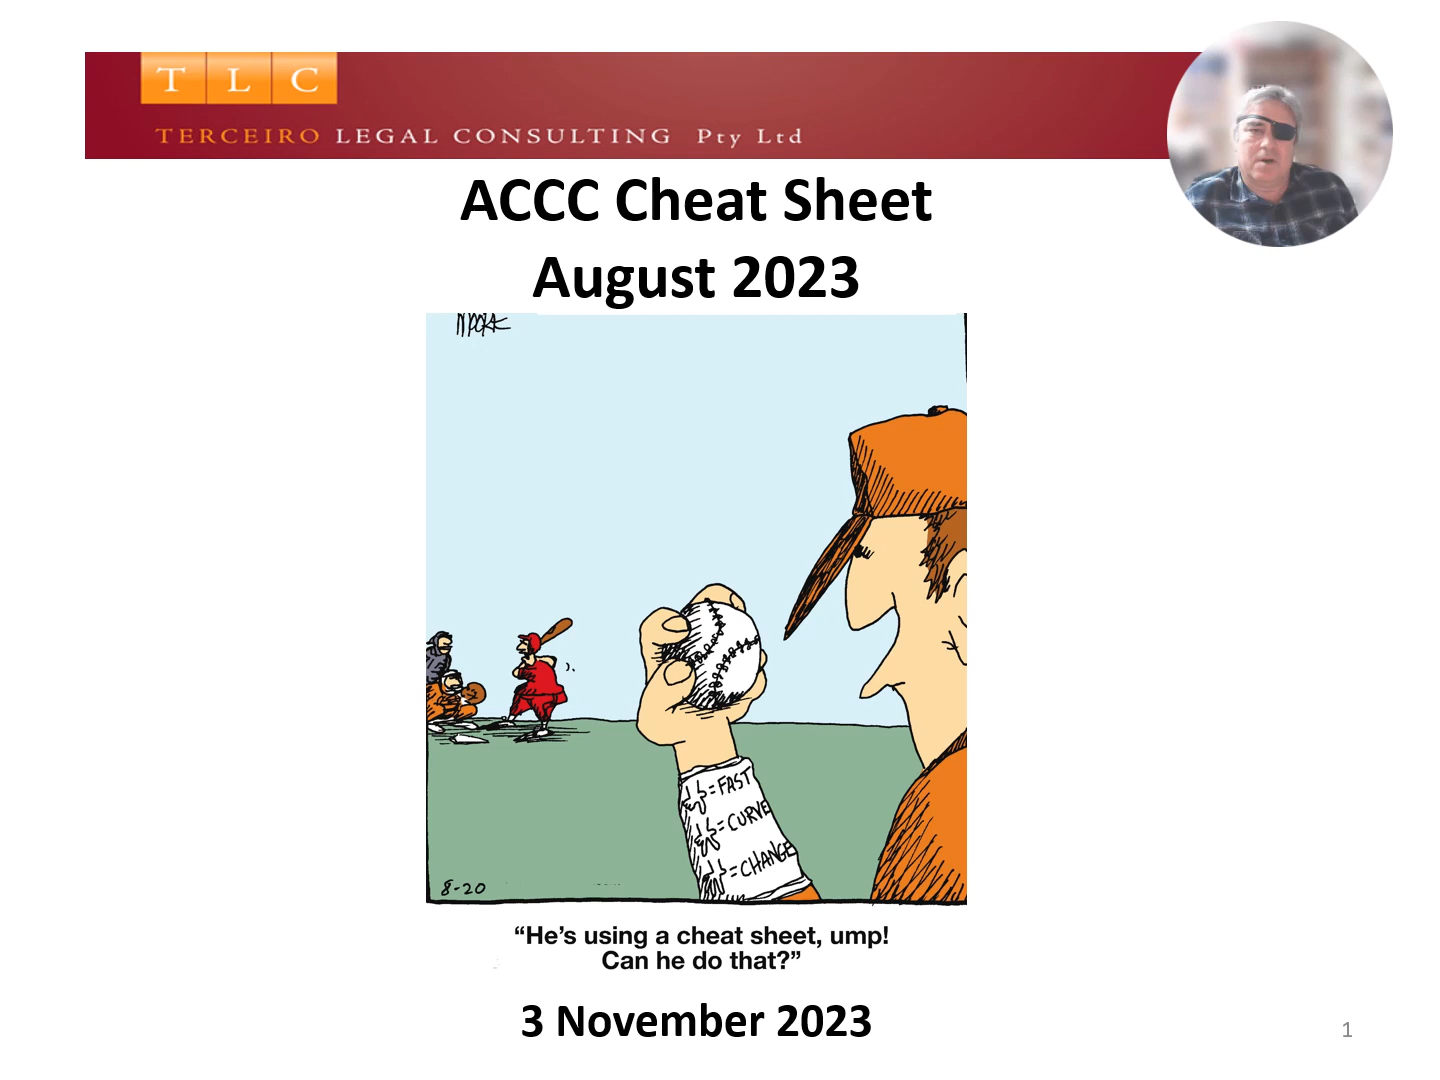 T L C
TERCEIRO LEGAL CONSULTING Pty Ltd
ACCC Cheat Sheet
August 2023
=FAST
=CURVE
=CHANGE
8-20
“He’s using a cheat sheet, ump!
Can he do that?”
3 November 2023
1